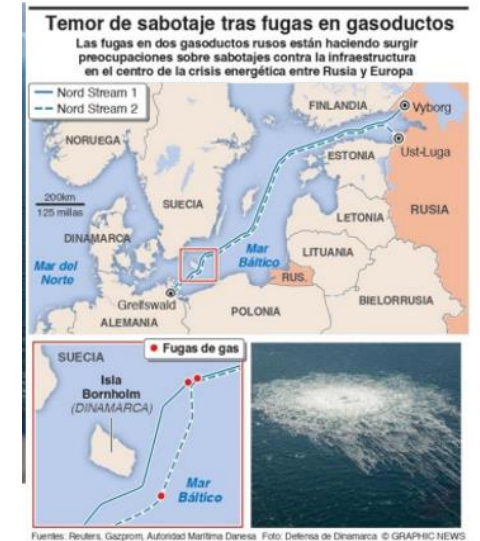 Temor de sabotaje tras fugas en gasoductos
Las fugas en dos gasoductos rusos están haciendo surgir
preocupaciones sobre sabotajes contra la infraestructura
en el centro de la crisis energética entre Rusia y Europa
Nord Stream 1
Nord Stream 2
FINLANDIA
Vyborg
NORUEGA
ESTONIA
Ust-Luga
200km
125 millas
SUECIA
LETONIA
RUSIA
DINAMARCA
Mar
Báltico
LITUANIA
Mar del
Norte
RUS.
Greifswald
BIELORRUSIA
POLONIA
ALEMANIA
SUECIA
Fugas de gas
Isla
Bornholm
(DINAMARCA)
Mar
Báltico
Fuentes: Reuters, Gazprom, Autoridad Marítima Danesa Foto: Defensa de Dinamarca © GRAPHIC NEWS